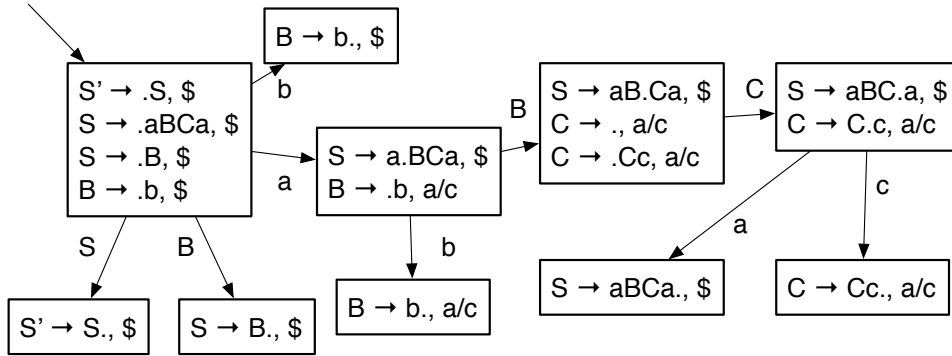 B → b., $
b
S' → .S, $
S → .aBCa, $
S → .B, $
B → .b, $
a
S → a.BCa, $
B → .b, a/c
B
S → aB.Ca, $
C → ., a/c
C → .Cc, a/c
C
S → aBC.a, $
C → C.c, a/c
S
B
b
a
c
S' → S., $
S → B., $
B → b., a/c
S → aBCa., $
C → Cc., a/c